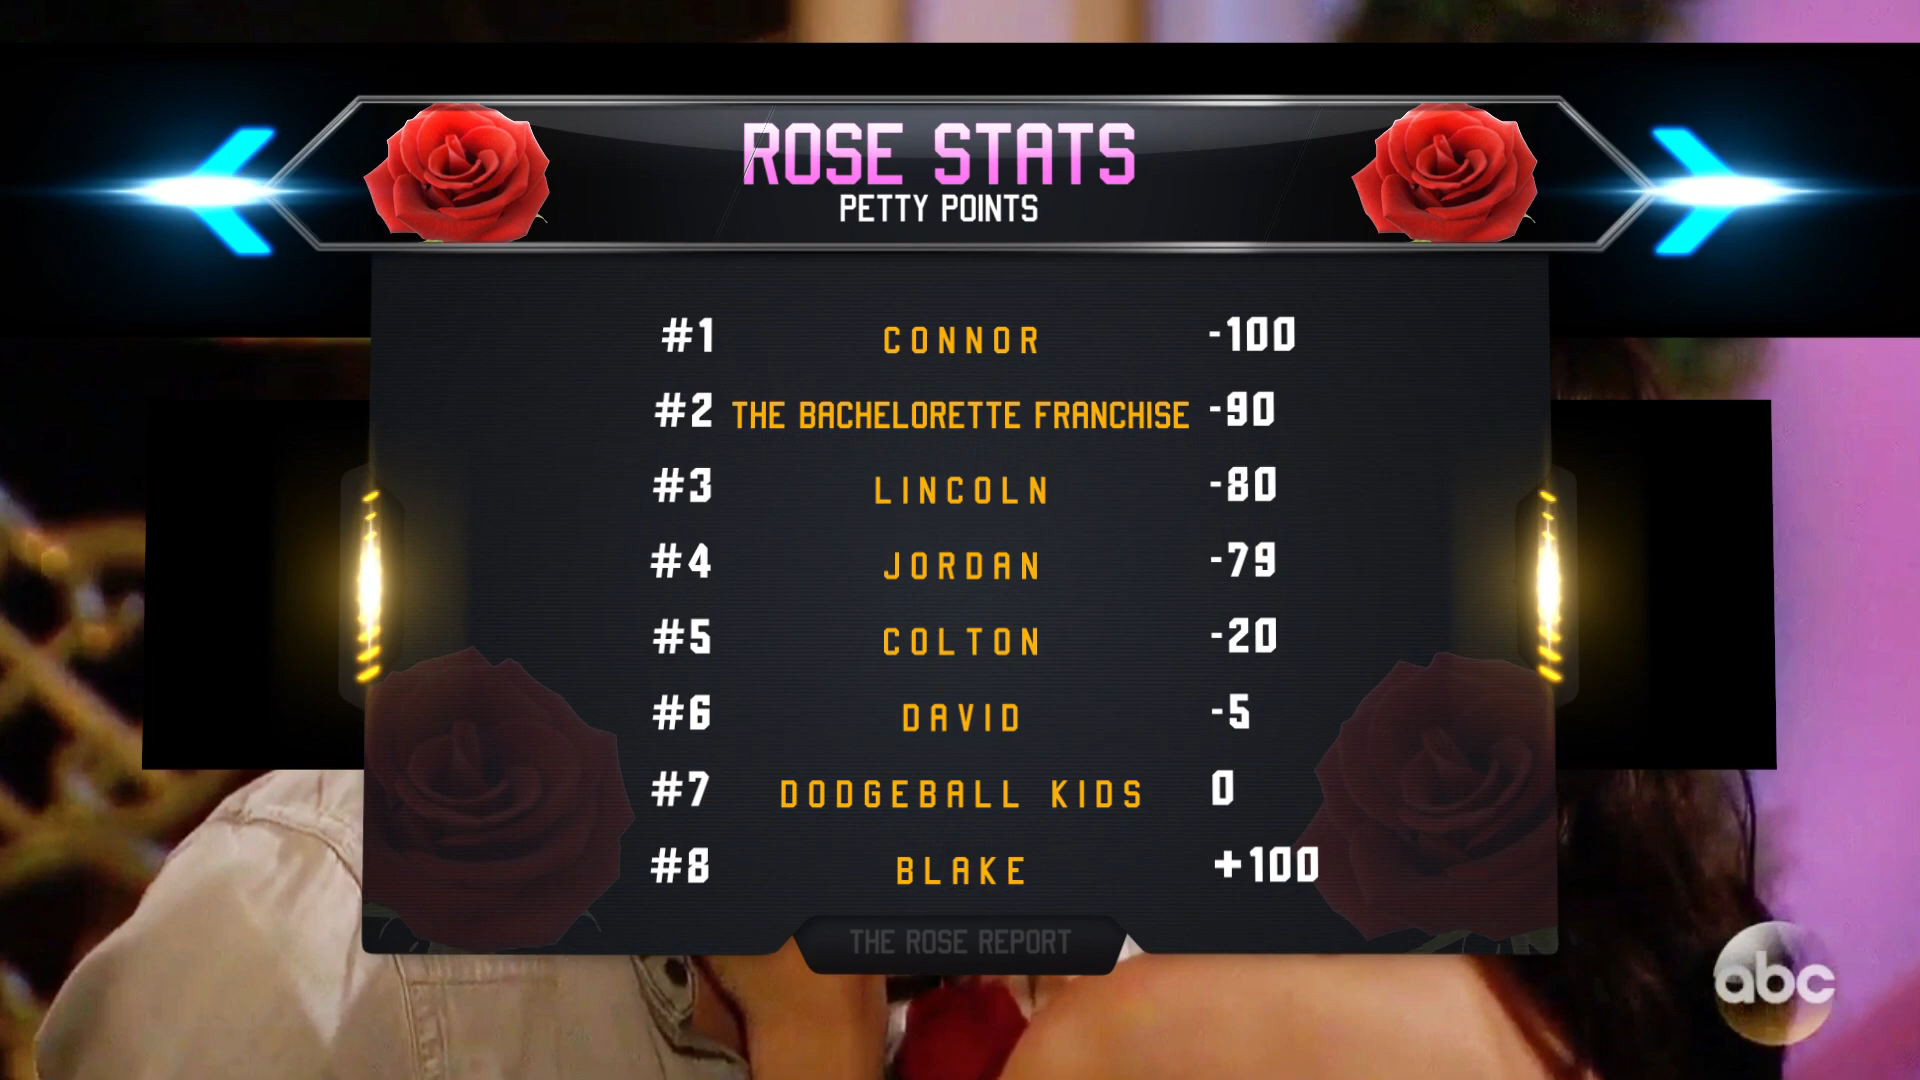 ROSE STATS
PETTY POINTS
#1 CONNOR -100
#2 THE BACHELORETTE FRANCHISE -90
#3 LINCOLN -80
#4 JORDAN -79
#5 COLTON -20
#6 DAVID -5
#7 DODGEBALL KIDS 0
#8 BLAKE +100
THE ROSE REPORT
abc